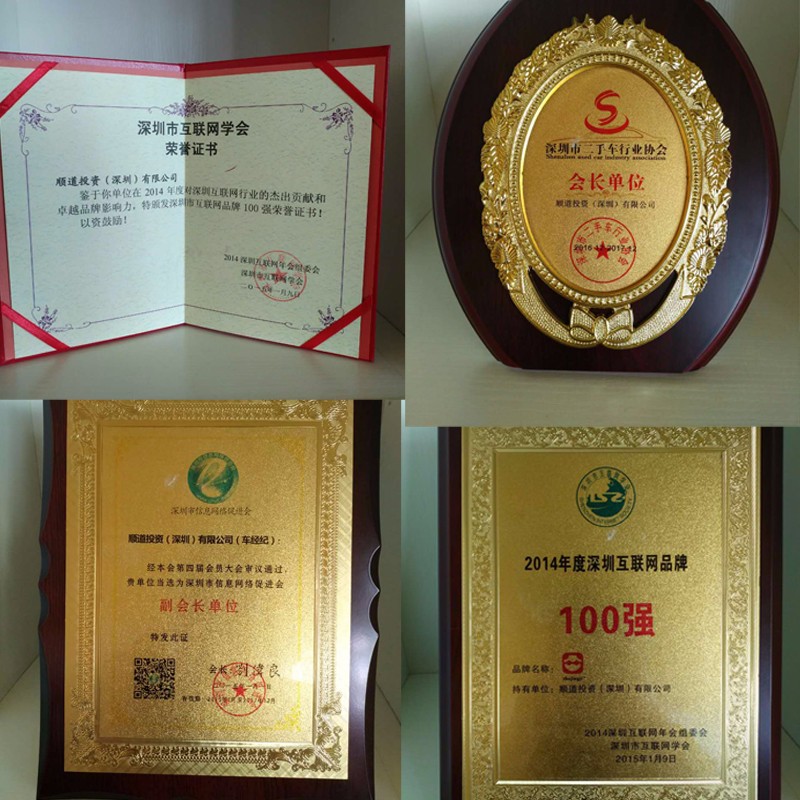 深圳市互联网学会
荣誉证书
顺道投资（深圳）有限公司
鉴于你单位在2014年度对深圳互联网行业的杰出贡献和
卓越品牌影响力，特颁发深圳市互联网品牌100强荣誉证书！
以资鼓励！
2014深圳互联网年会组委会
深圳市互联网学会
二〇一五年一月九日
深圳市二手车行业协会
Shenzhen used car industry association
会长单位
顺道投资（深圳）有限公司
深圳市信息网络促进会
顺道投资（深圳）有限公司（车经纪）：
经本会第四届会员大会审议通过，
贵单位当选为深圳市信息网络促进会
副会长单位
特发此证
会长
2014年度深圳互联网品牌
100强
品牌名称：
持有单位：顺道投资（深圳）有限公司
2014深圳互联网年会组委会
深圳市互联网学会
2015年1月9日